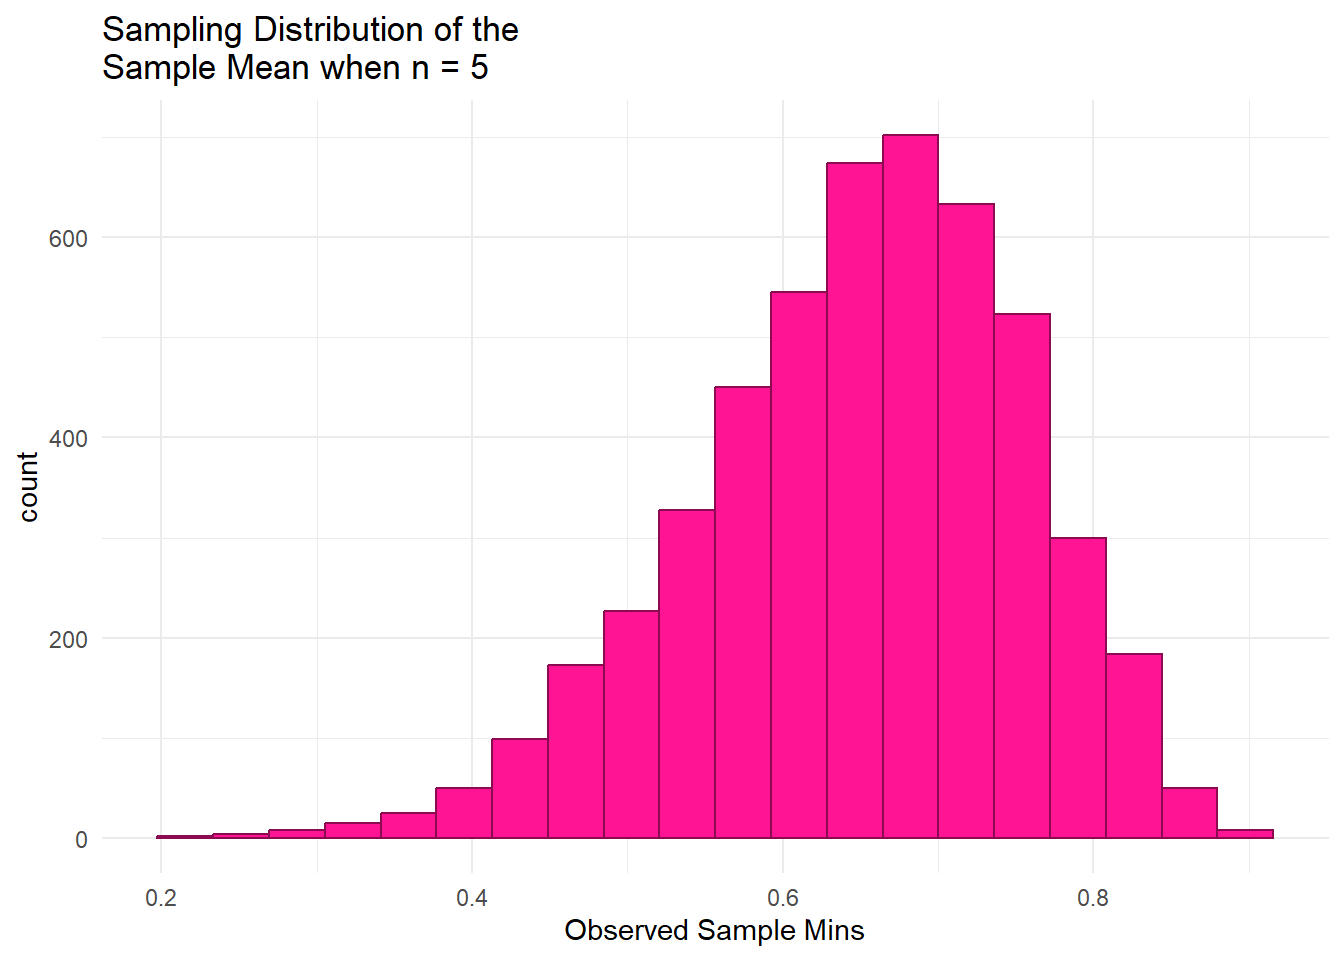 Sampling Distribution of the
Sample Mean when n = 5
count
600
400
200
0
0.2 0.4 0.6 0.8
Observed Sample Mins